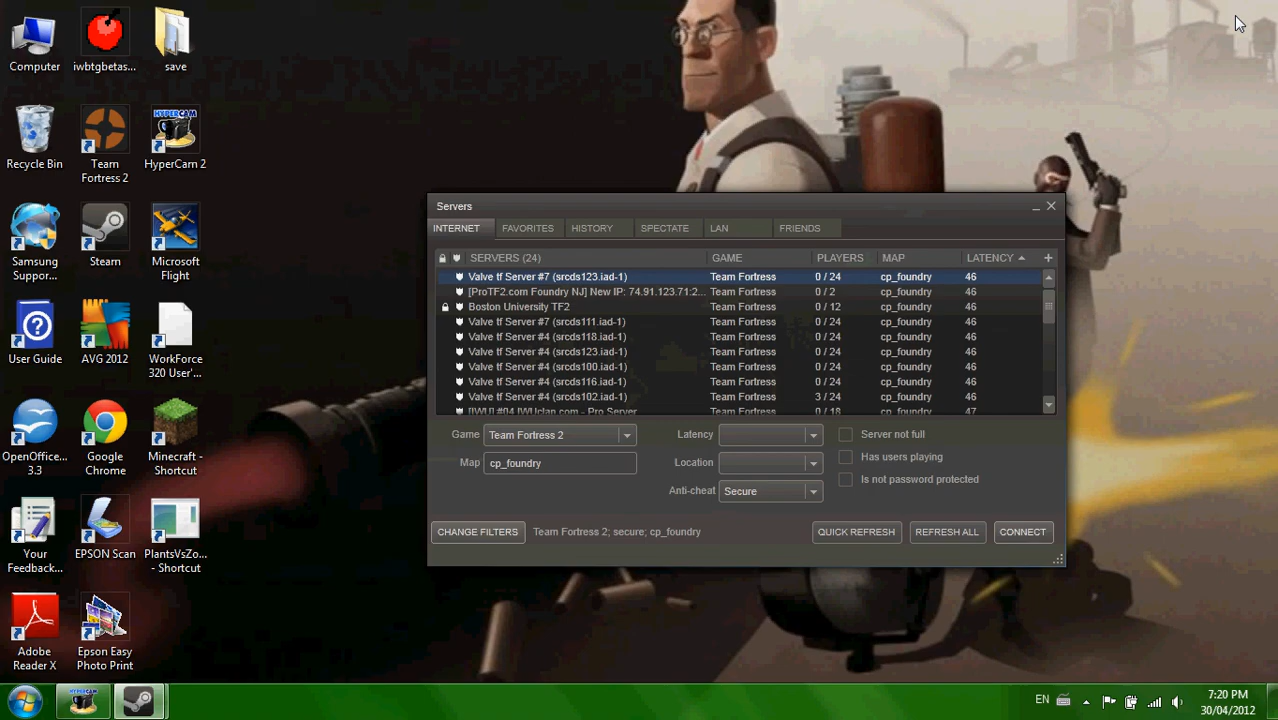 Computer
iwbtgbetas...
save
Recycle Bin
Team
Fortress 2
HYPERCAM
HyperCam 2
Samsung
Suppor...
Steam
Microsoft
Flight
User Guide
AVG 2012
WorkForce
320 User'...
OpenOffice...
3.3
Google
Chrome
Minecraft -
Shortcut
Your
Feedback...
EPSON Scan
PlantsVsZo...
- Shortcut
Adobe
Reader X
Epson Easy
Photo Print
Servers
INTERNET FAVORITES HISTORY SPECTATE LAN FRIENDS
SERVERS (24) GAME PLAYERS MAP LATENCY +
Valve tf Server #7 (srcds123.iad-1) Team Fortress 0 / 24 cp_foundry 46
[ProTF2.com Foundry NJ] New IP: 74.91.123.71:2... Team Fortress 0 / 2 cp_foundry 46
Boston University TF2 Team Fortress 0 / 12 cp_foundry 46
Valve tf Server #7 (srcds111.iad-1) Team Fortress 0 / 24 cp_foundry 46
Valve tf Server #4 (srcds118.iad-1) Team Fortress 0 / 24 cp_foundry 46
Valve tf Server #4 (srcds123.iad-1) Team Fortress 0 / 24 cp_foundry 46
Valve tf Server #4 (srcds100.iad-1) Team Fortress 0 / 24 cp_foundry 46
Valve tf Server #4 (srcds116.iad-1) Team Fortress 0 / 24 cp_foundry 46
Valve tf Server #4 (srcds102.iad-1) Team Fortress 3 / 24 cp_foundry 46
#04 - Pro Server Team Fortress 0 / 18 cp_foundry 47
Game Team Fortress 2 Latency Server not full
Map cp_foundry Location Has users playing
Anti-cheat Secure Is not password protected
CHANGE FILTERS Team Fortress 2; secure; cp_foundry QUICK REFRESH REFRESH ALL CONNECT
HYPERCAM
EN
7:20 PM
30/04/2012